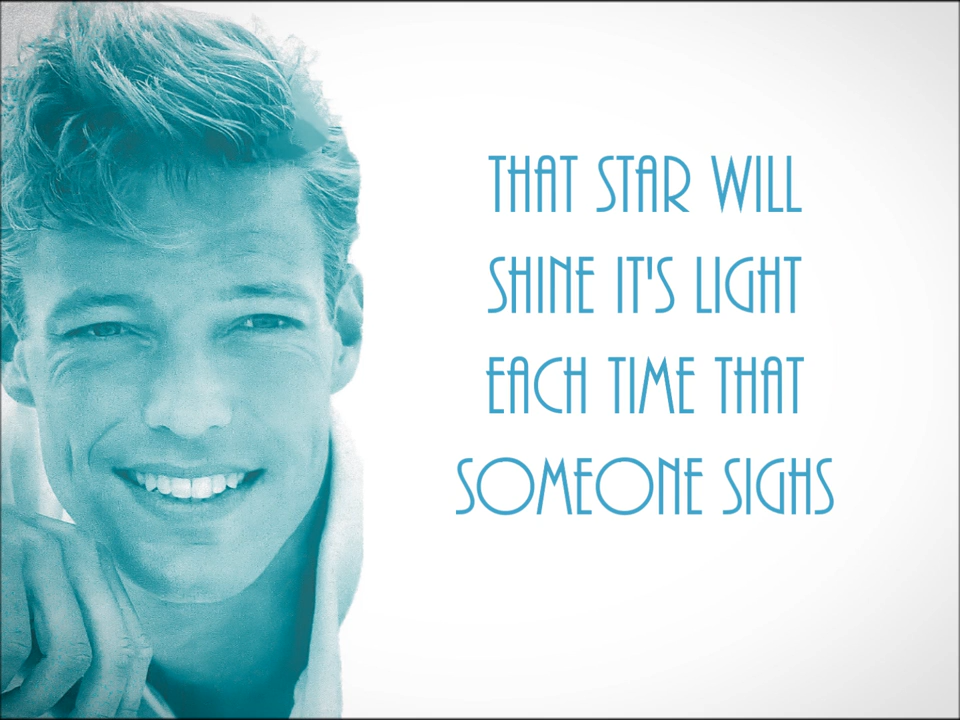 THAT STAR WILL
SHINE IT'S LIGHT
EACH TIME THAT
SOMEONE SIGHS